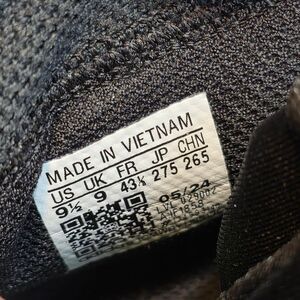 MADE IN VIETNAM
US UK FR JP CHN
9½ 9 43⅓ 275 265
05/24